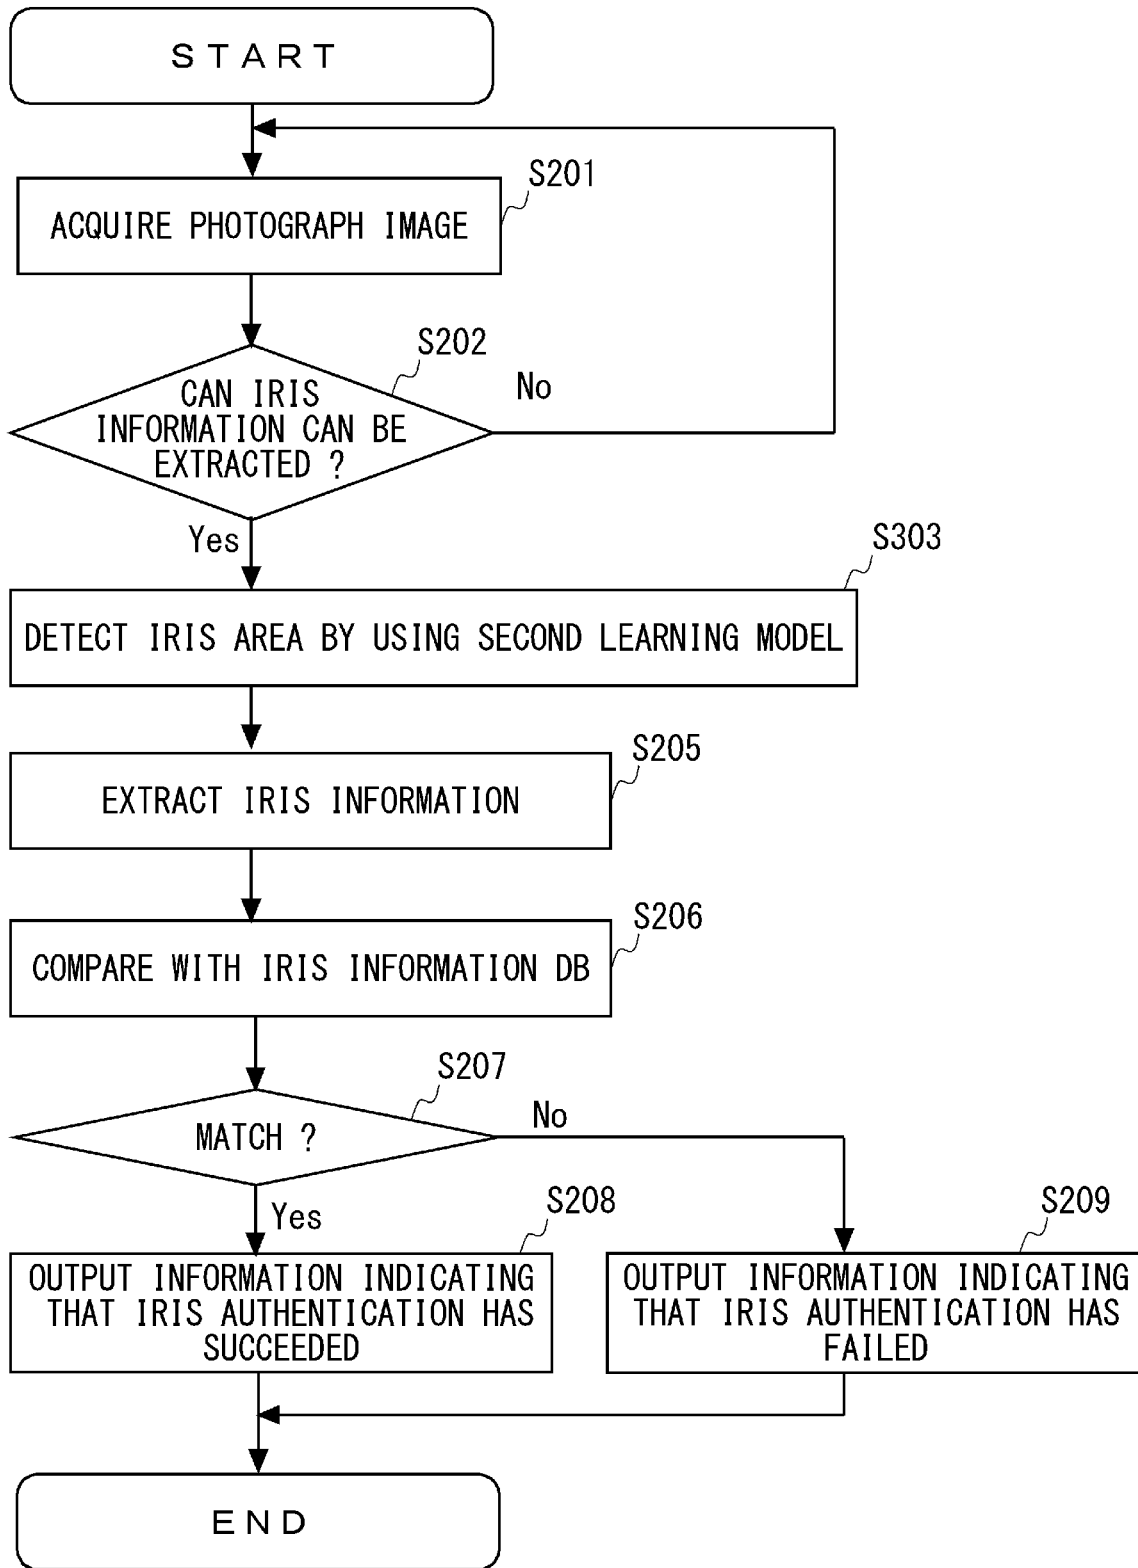 START
S201
ACQUIRE PHOTOGRAPH IMAGE
S202
CAN IRIS
INFORMATION CAN BE
EXTRACTED ?
No
Yes
S303
DETECT IRIS AREA BY USING SECOND LEARNING MODEL
S205
EXTRACT IRIS INFORMATION
S206
COMPARE WITH IRIS INFORMATION DB
S207
MATCH ?
No
Yes
S208
OUTPUT INFORMATION INDICATING
THAT IRIS AUTHENTICATION HAS
SUCCEEDED
S209
OUTPUT INFORMATION INDICATING
THAT IRIS AUTHENTICATION HAS
FAILED
END